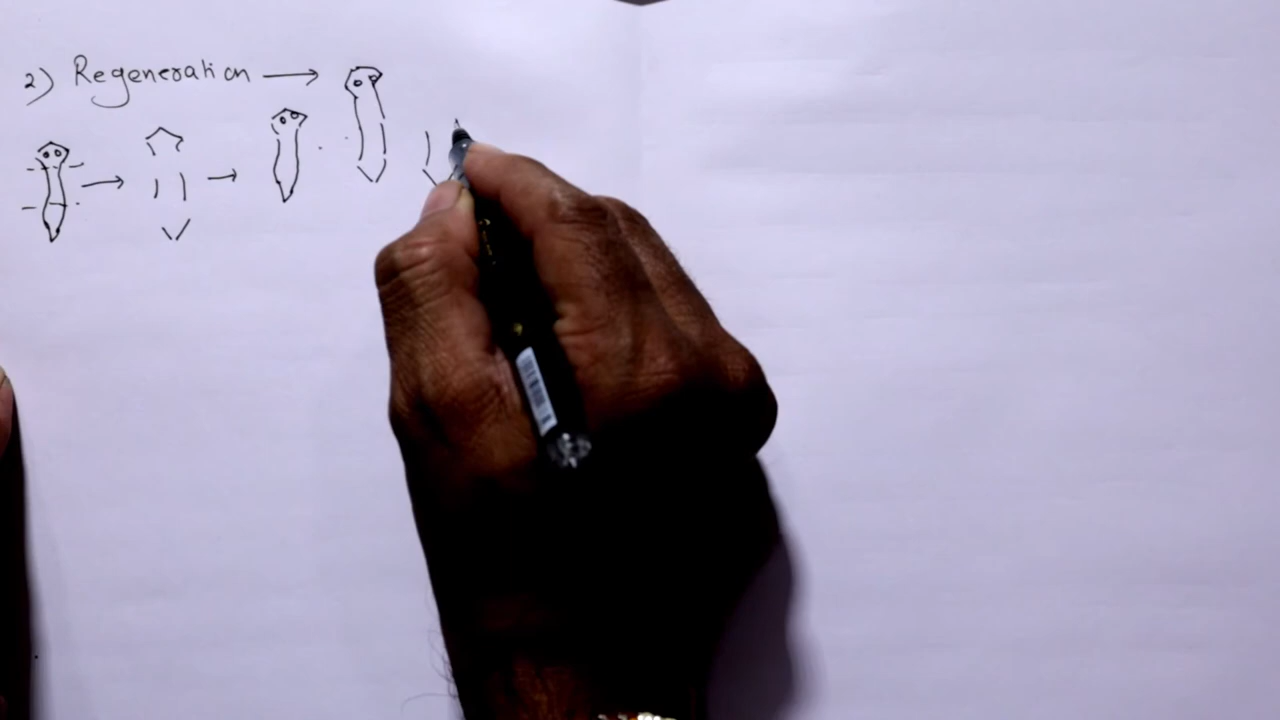 2) Regeneration →